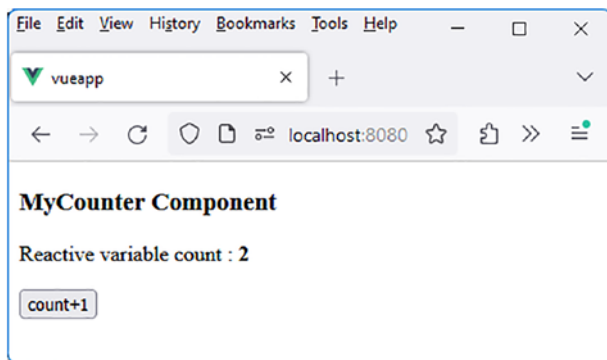 File Edit View History Bookmarks Tools Help
vueapp
localhost:8080
MyCounter Component
Reactive variable count : 2
count+1